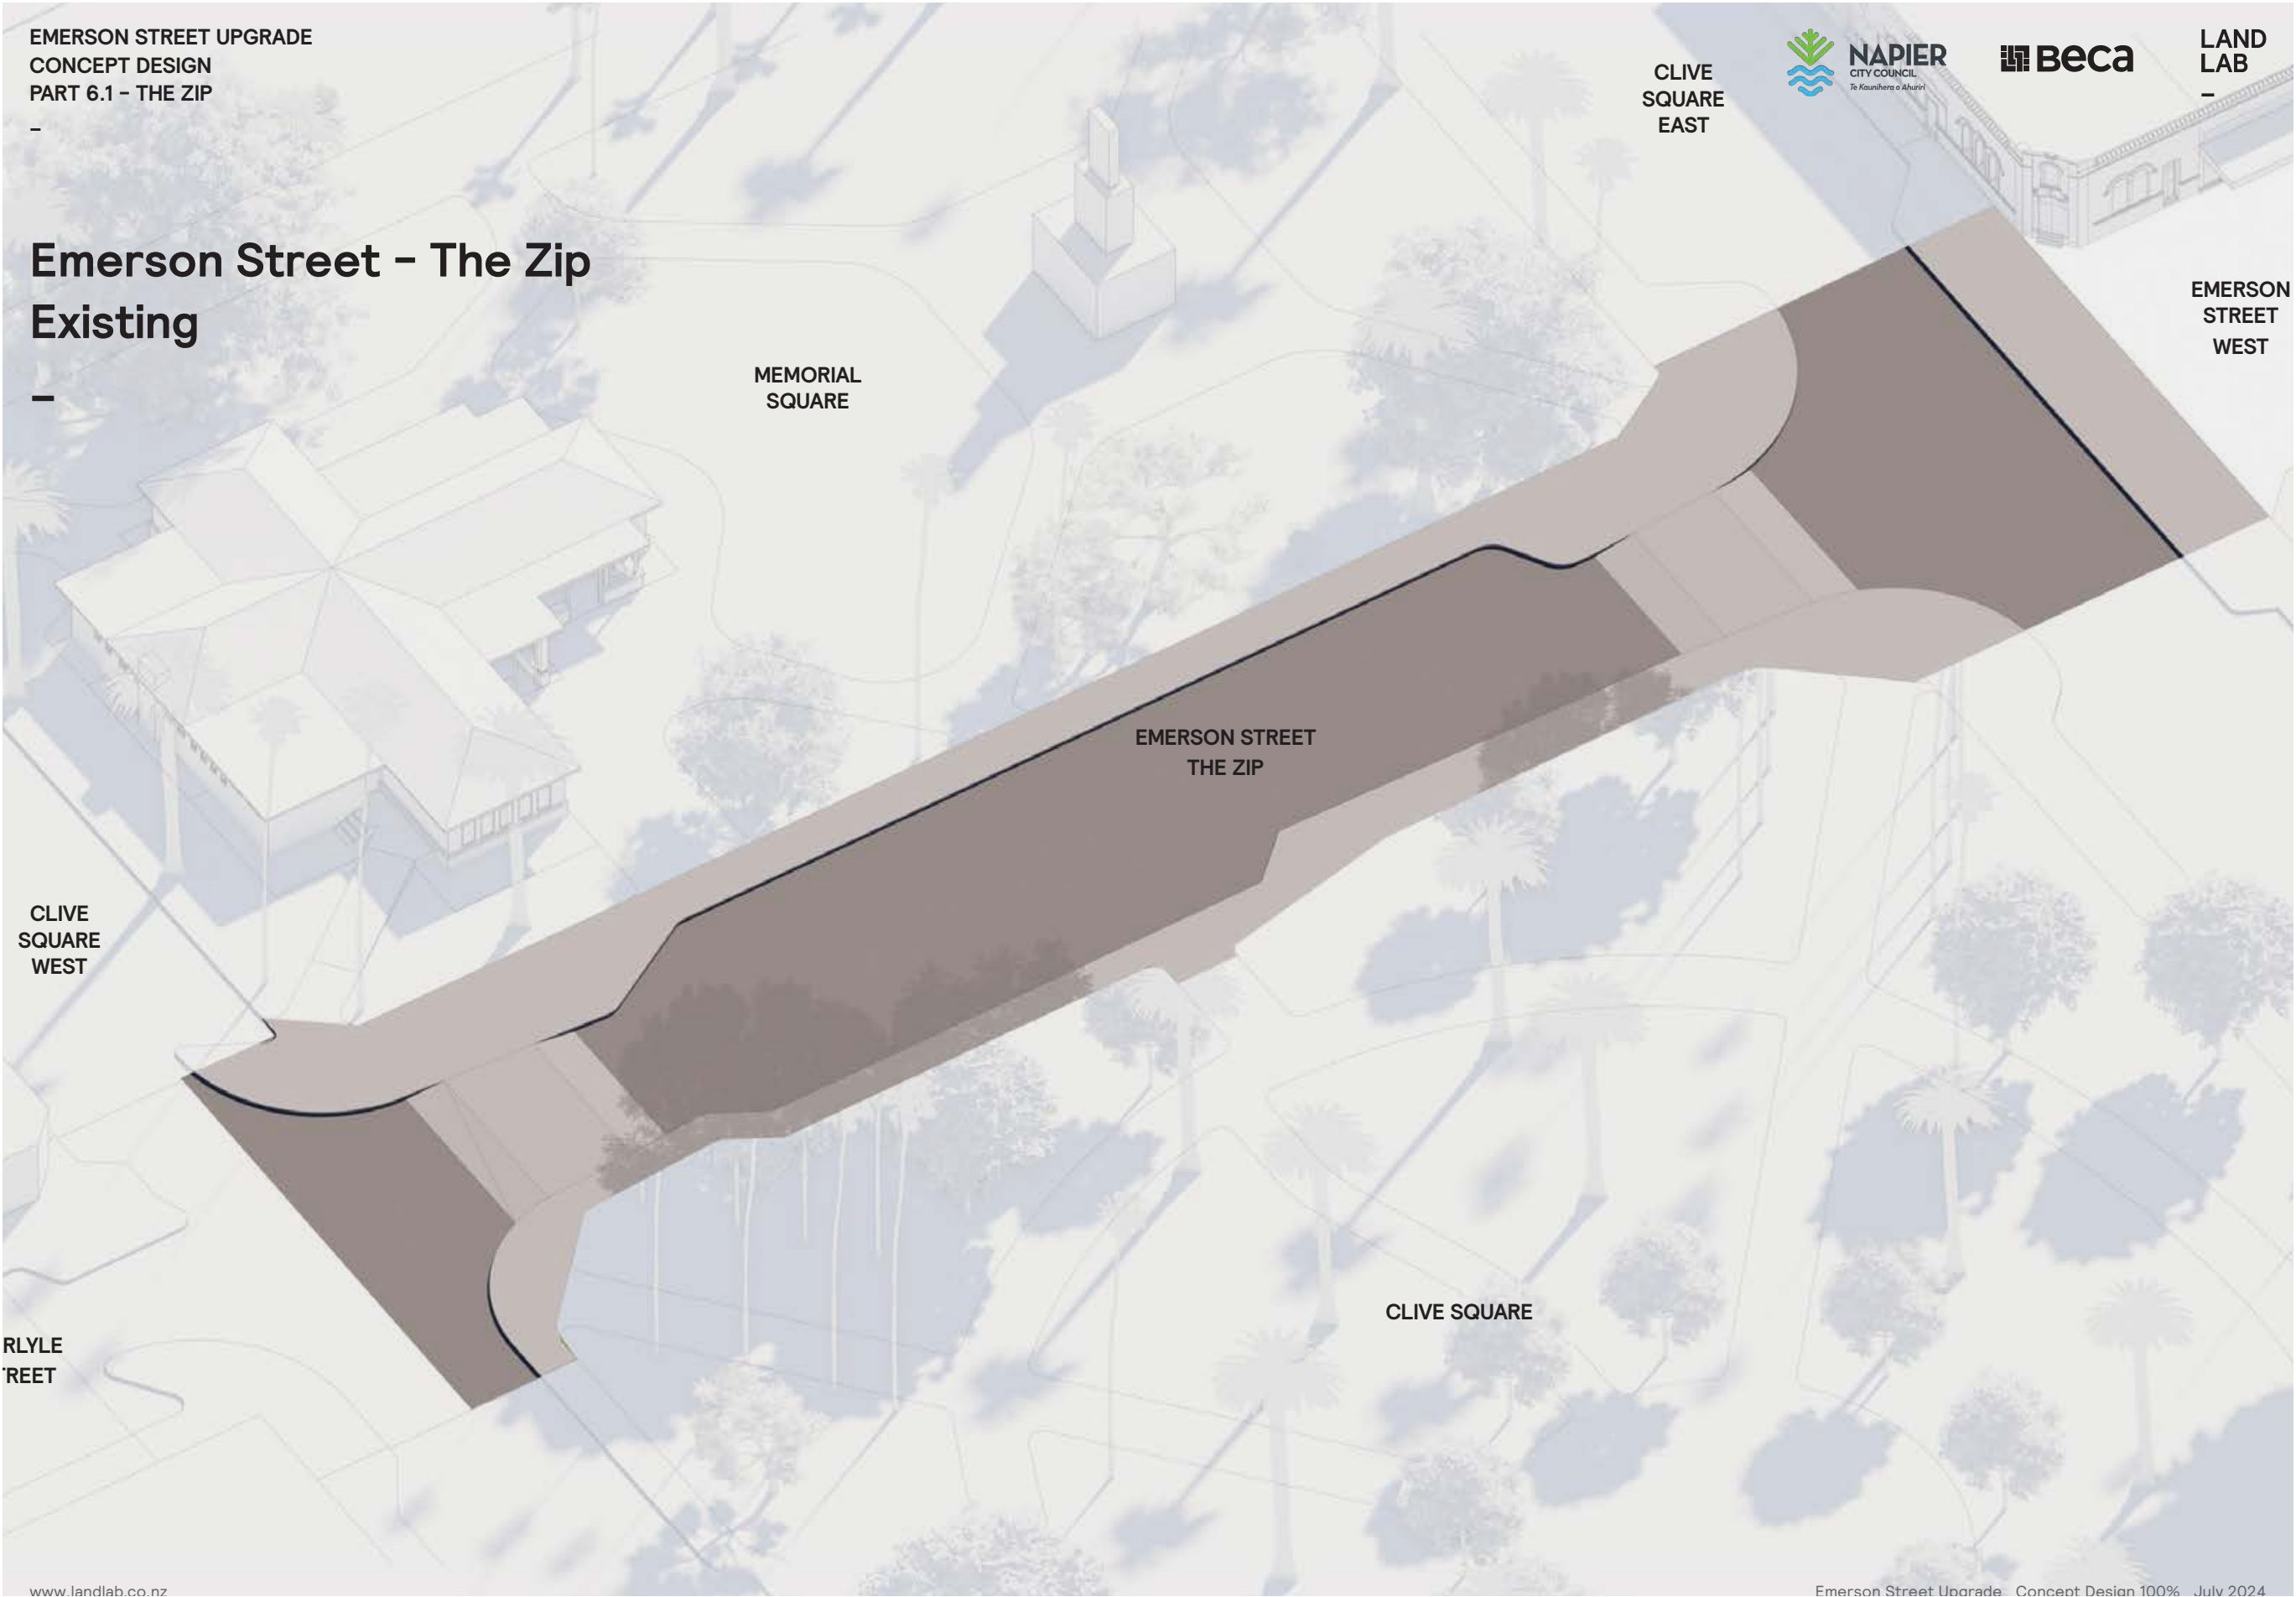 EMERSON STREET UPGRADE
CONCEPT DESIGN
PART 6.1 – THE ZIP
–
NAPIER
CITY COUNCIL
Te Kaunihera o Ahuriri
Beca
LAND
LAB
–
CLIVE
SQUARE
EAST
Emerson Street – The Zip
Existing
–
EMERSON
STREET
WEST
MEMORIAL
SQUARE
EMERSON STREET
THE ZIP
CLIVE
SQUARE
WEST
CLIVE SQUARE
RLYLE
REET
www.landlab.co.nz
Emerson Street Upgrade Concept Design 100% July 2024